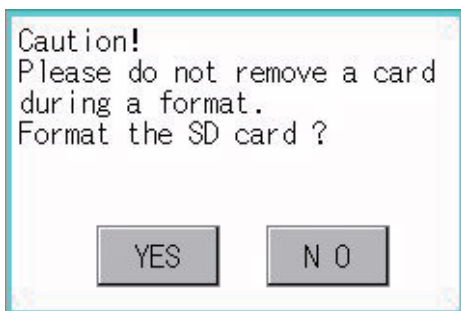 Caution!
Please do not remove a card
during a format.
Format the SD card ?
YES
N O